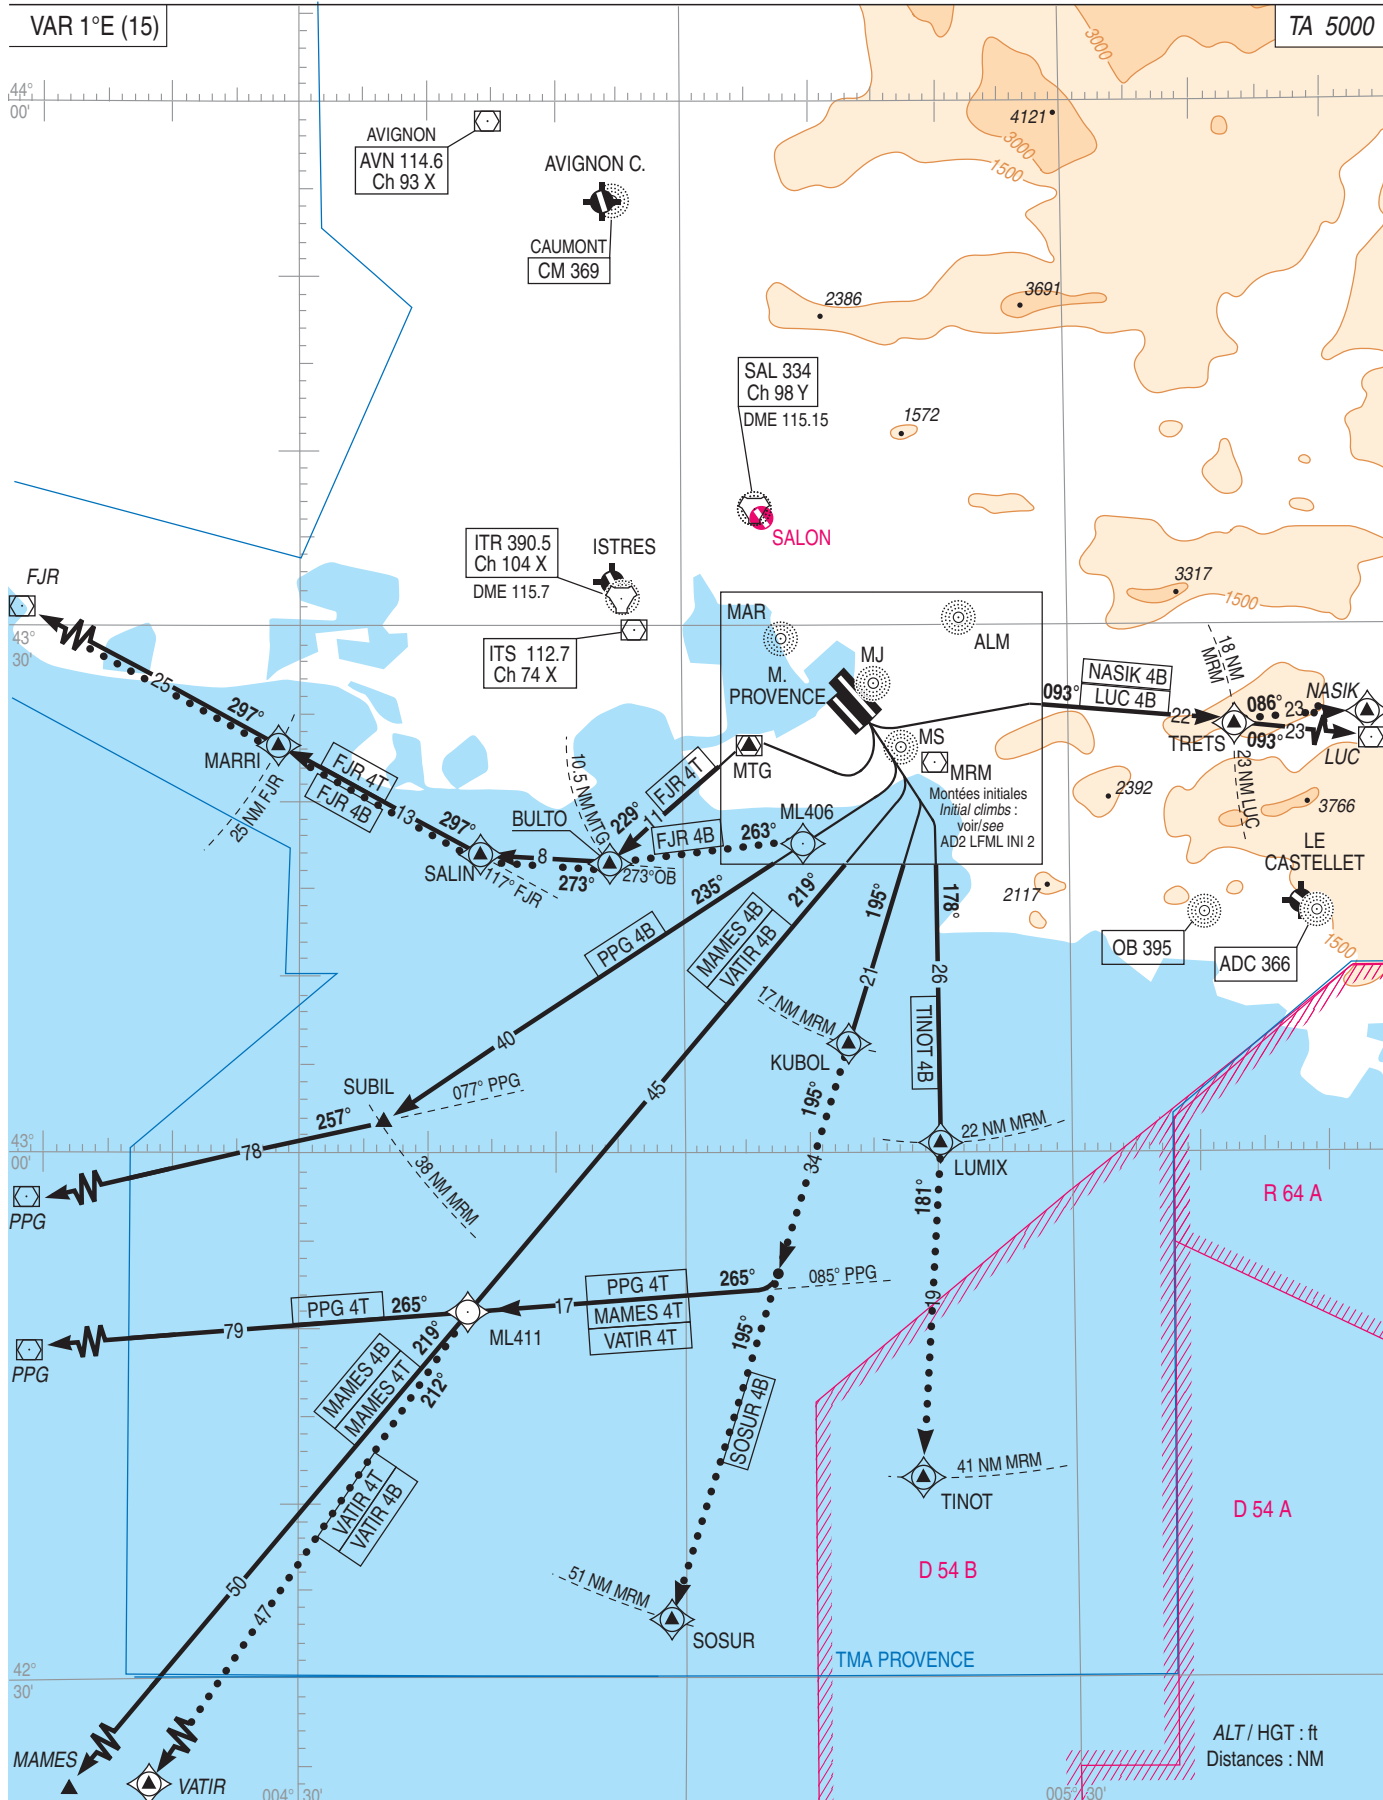 VAR 1°E (15)
TA 5000
44°
00'
3000
4121
3000
1500
AVIGNON
AVN 114.6
Ch 93 X
AVIGNON C.
CAUMONT
CM 369
2386
3691
SAL 334
Ch 98 Y
DME 115.15
1572
SALON
ITR 390.5
Ch 104 X
DME 115.7
ISTRES
ITS 112.7
Ch 74 X
3317
1500
FJR
43°
30'
MAR
ALM
MJ
M.
PROVENCE
MS
MTG
MRM
Montées initiales
Initial climbs :
voir/see
AD2 LFML INI 2
18 NM
MRM
NASIK 4B
LUC 4B
093°
22
TRETS
086°
23
NASIK
093°
23
LUC
23 NM LUC
25
297°
MARRI
25 NM FJR
FJR 4T
FJR 4B
13
297°
SALIN
117° FJR
8
273°
BULTO
10.5 NM MTG
229°
11
FJR 4T
273°OB
FJR 4B
263°
ML406
2392
3766
LE
CASTELLET
2117
OB 395
ADC 366
1500
235°
PPG 4B
40
219°
MAMES 4B
VATIR 4B
45
195°
21
178°
26
TINOT 4B
17 NM MRM
KUBOL
195°
34
SUBIL
077° PPG
257°
78
38 NM MRM
43°
00'
PPG
22 NM MRM
LUMIX
181°
19
R 64 A
085° PPG
PPG 4T
MAMES 4T
VATIR 4T
265°
17
PPG 4T
265°
79
PPG
ML411
219°
212°
MAMES 4B
MAMES 4T
VATIR 4T
VATIR 4B
195°
SOSUR 4B
41 NM MRM
TINOT
D 54 A
D 54 B
50
47
51 NM MRM
SOSUR
TMA PROVENCE
42°
30'
MAMES
VATIR
004° 30'
005° 30'
ALT / HGT : ft
Distances : NM